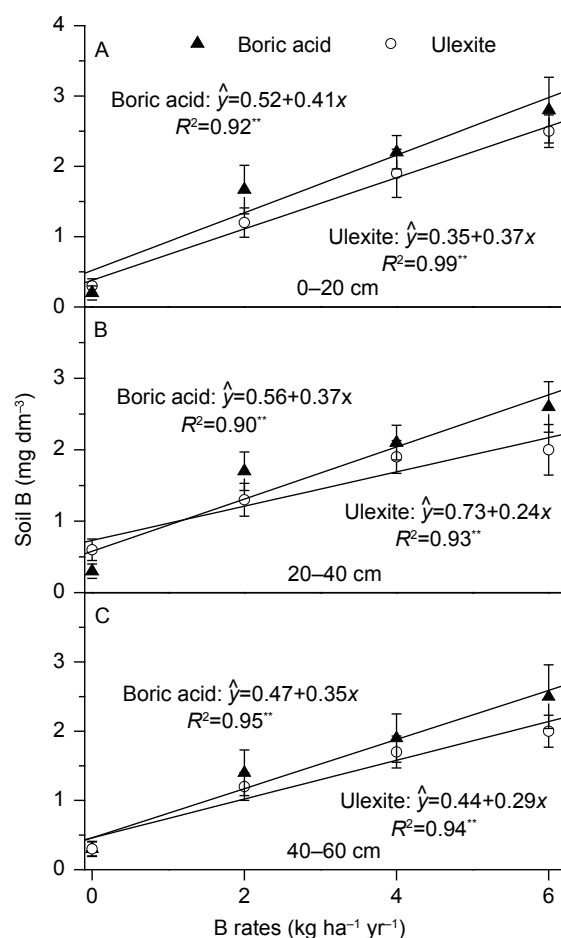 4
A
▲ Boric acid ○ Ulexite
Boric acid: ŷ=0.52+0.41x
R²=0.92**
3
2
1
Ulexite: ŷ=0.35+0.37x
R²=0.99**
0–20 cm
0
B
Boric acid: ŷ=0.56+0.37x
R²=0.90**
3
2
1
Ulexite: ŷ=0.73+0.24x
R²=0.93**
20–40 cm
0
Soil B (mg dm⁻³)
C
Boric acid: ŷ=0.47+0.35x
R²=0.95**
3
2
1
Ulexite: ŷ=0.44+0.29x
R²=0.94**
40–60 cm
0
0 2 4 6
B rates (kg ha⁻¹ yr⁻¹)